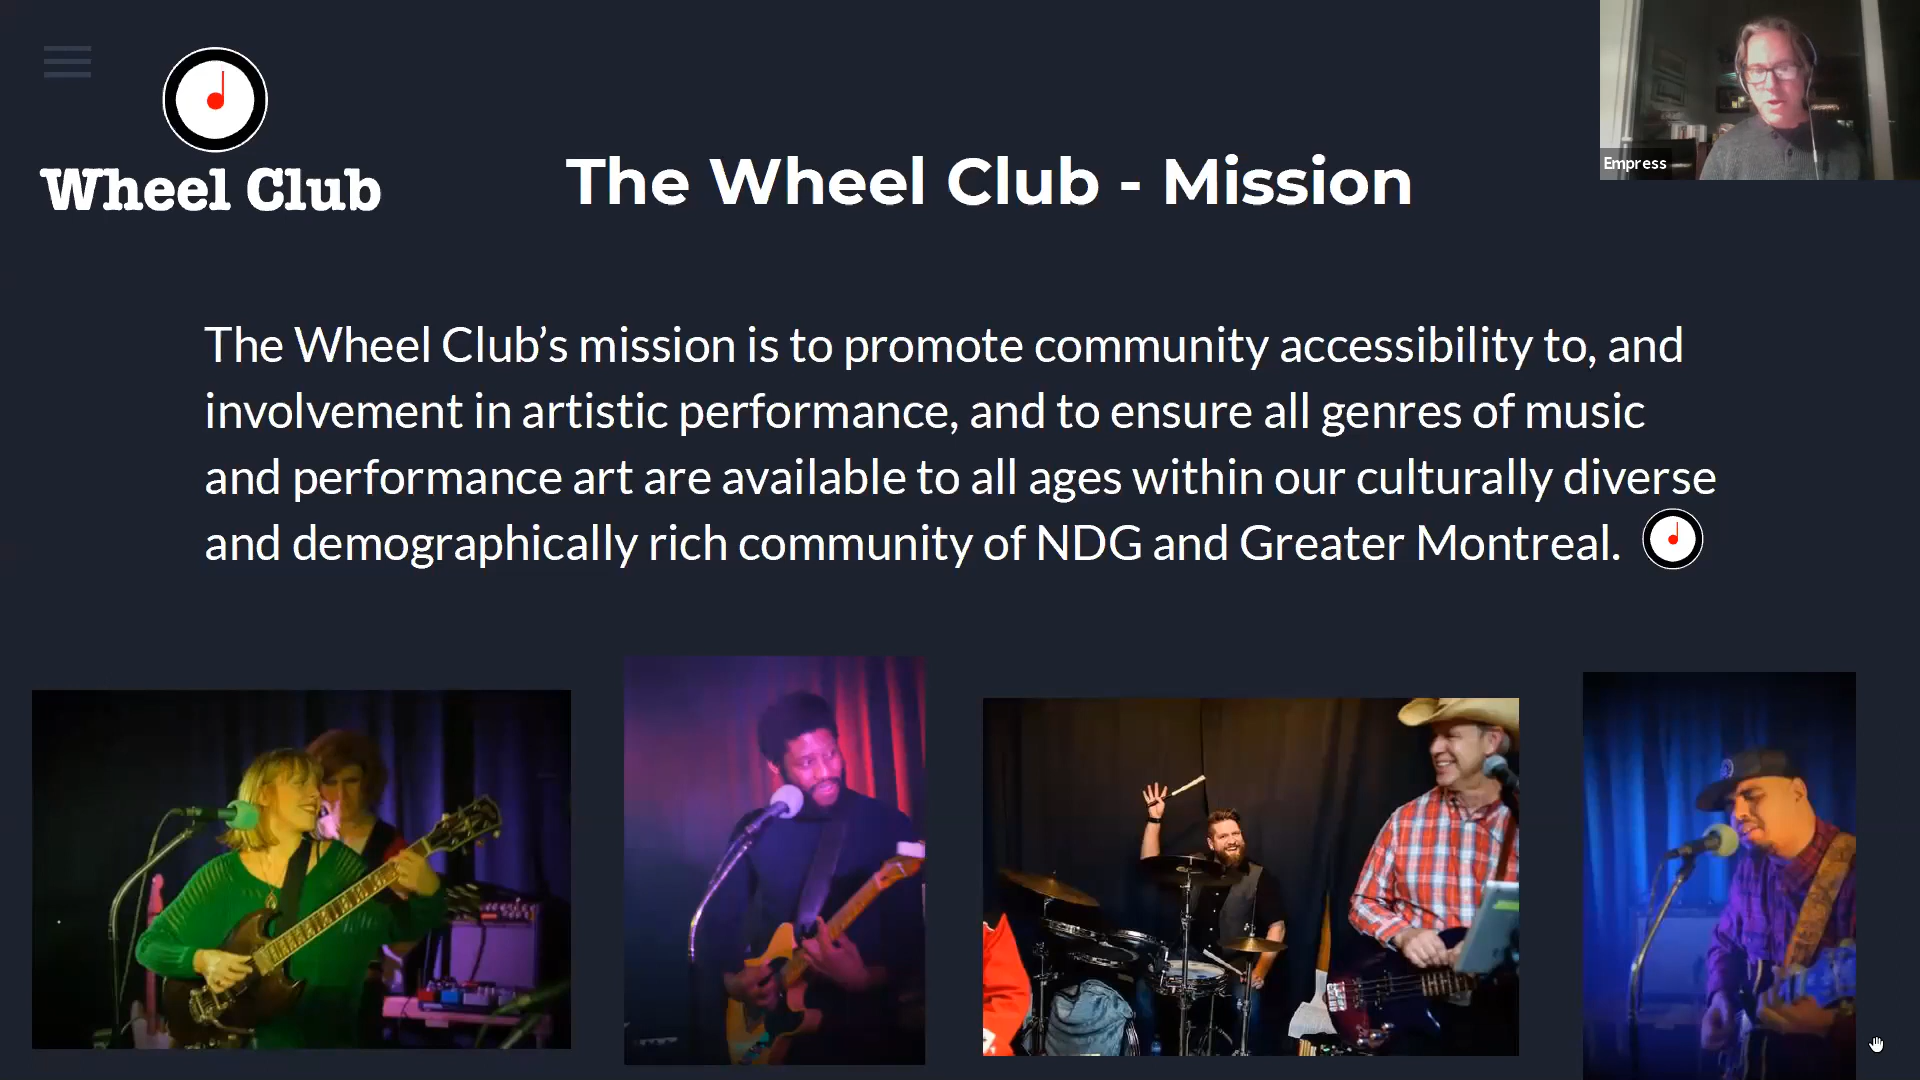 Wheel Club
The Wheel Club - Mission
Empress
The Wheel Club’s mission is to promote community accessibility to, and
involvement in artistic performance, and to ensure all genres of music
and performance art are available to all ages within our culturally diverse
and demographically rich community of NDG and Greater Montreal.